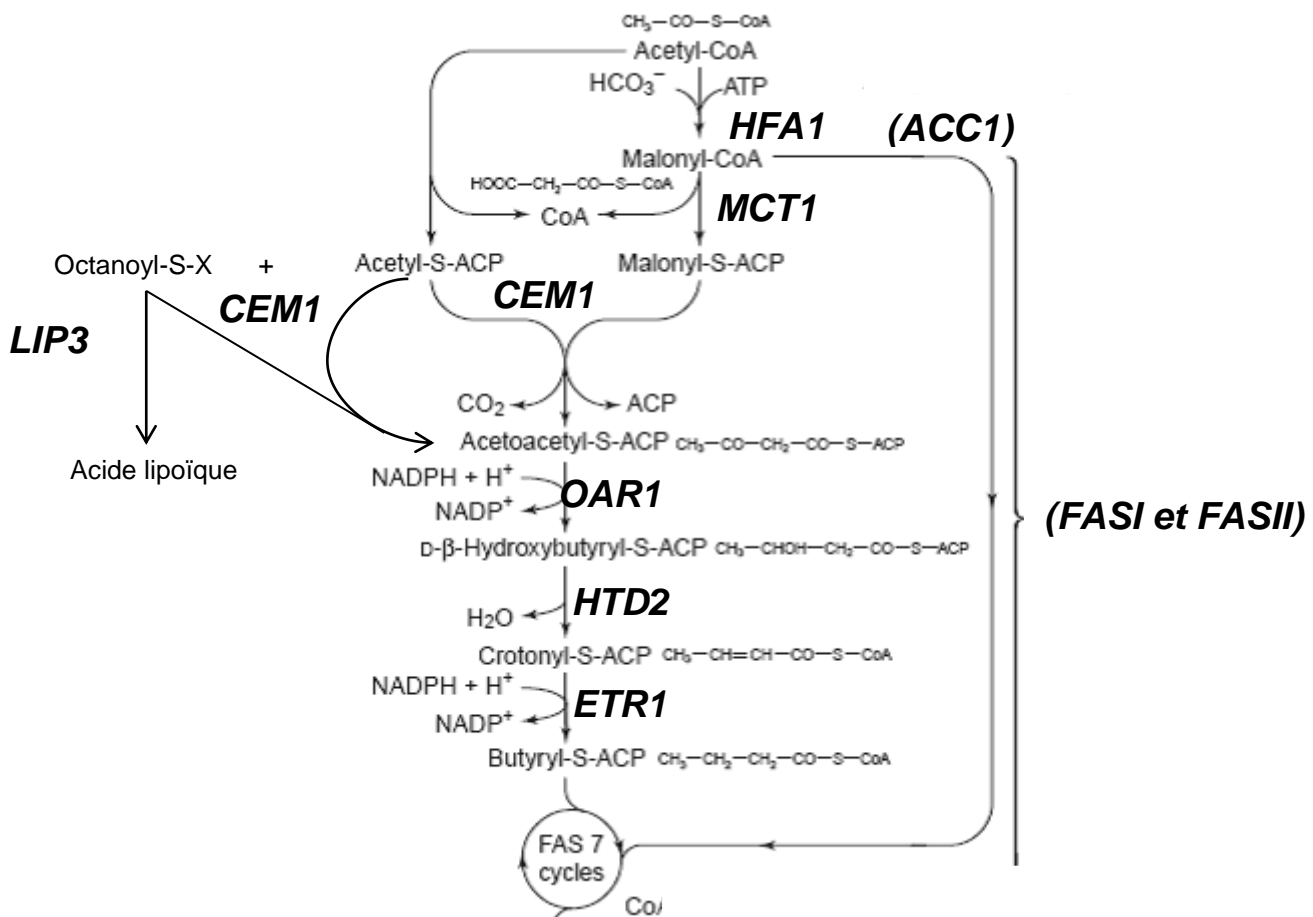 CH₃—CO—S—CoA
Acetyl-CoA
HCO₃⁻ ATP
HFA1 (ACC1)
Malonyl-CoA
HOOC—CH₂—CO—S—CoA
CoA
MCT1
Octanoyl-S-X + Acetyl-S-ACP Malonyl-S-ACP
CEM1 CEM1
LIP3
CO₂ ACP
Acetoacetyl-S-ACP CH₃—CO—CH₂—CO—S—ACP
Acide lipoïque
NADPH + H⁺
OAR1
NADP⁺
(FASI et FASII)
D-β-Hydroxybutyryl-S-ACP CH₃—CHOH—CH₂—CO—S—ACP
HTD2
H₂O
Crotonyl-S-ACP CH₃—CH=CH—CO—S—CoA
NADPH + H⁺
ETR1
NADP⁺
Butyryl-S-ACP CH₃—CH₂—CH₂—CO—S—CoA
FAS 7
cycles